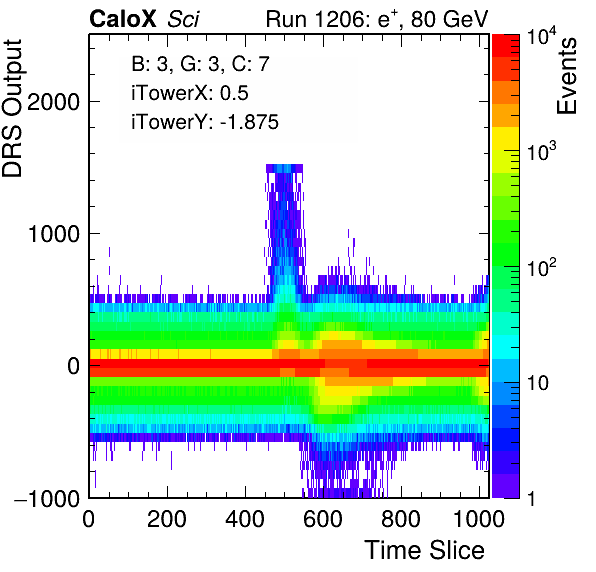 CaloX Sci Run 1206: e⁺, 80 GeV
B: 3, G: 3, C: 7
iTowerX: 0.5
iTowerY: -1.875
DRS Output
2000
1000
0
−1000
0 200 400 600 800 1000
Time Slice
Events
10⁴
10³
10²
10
1